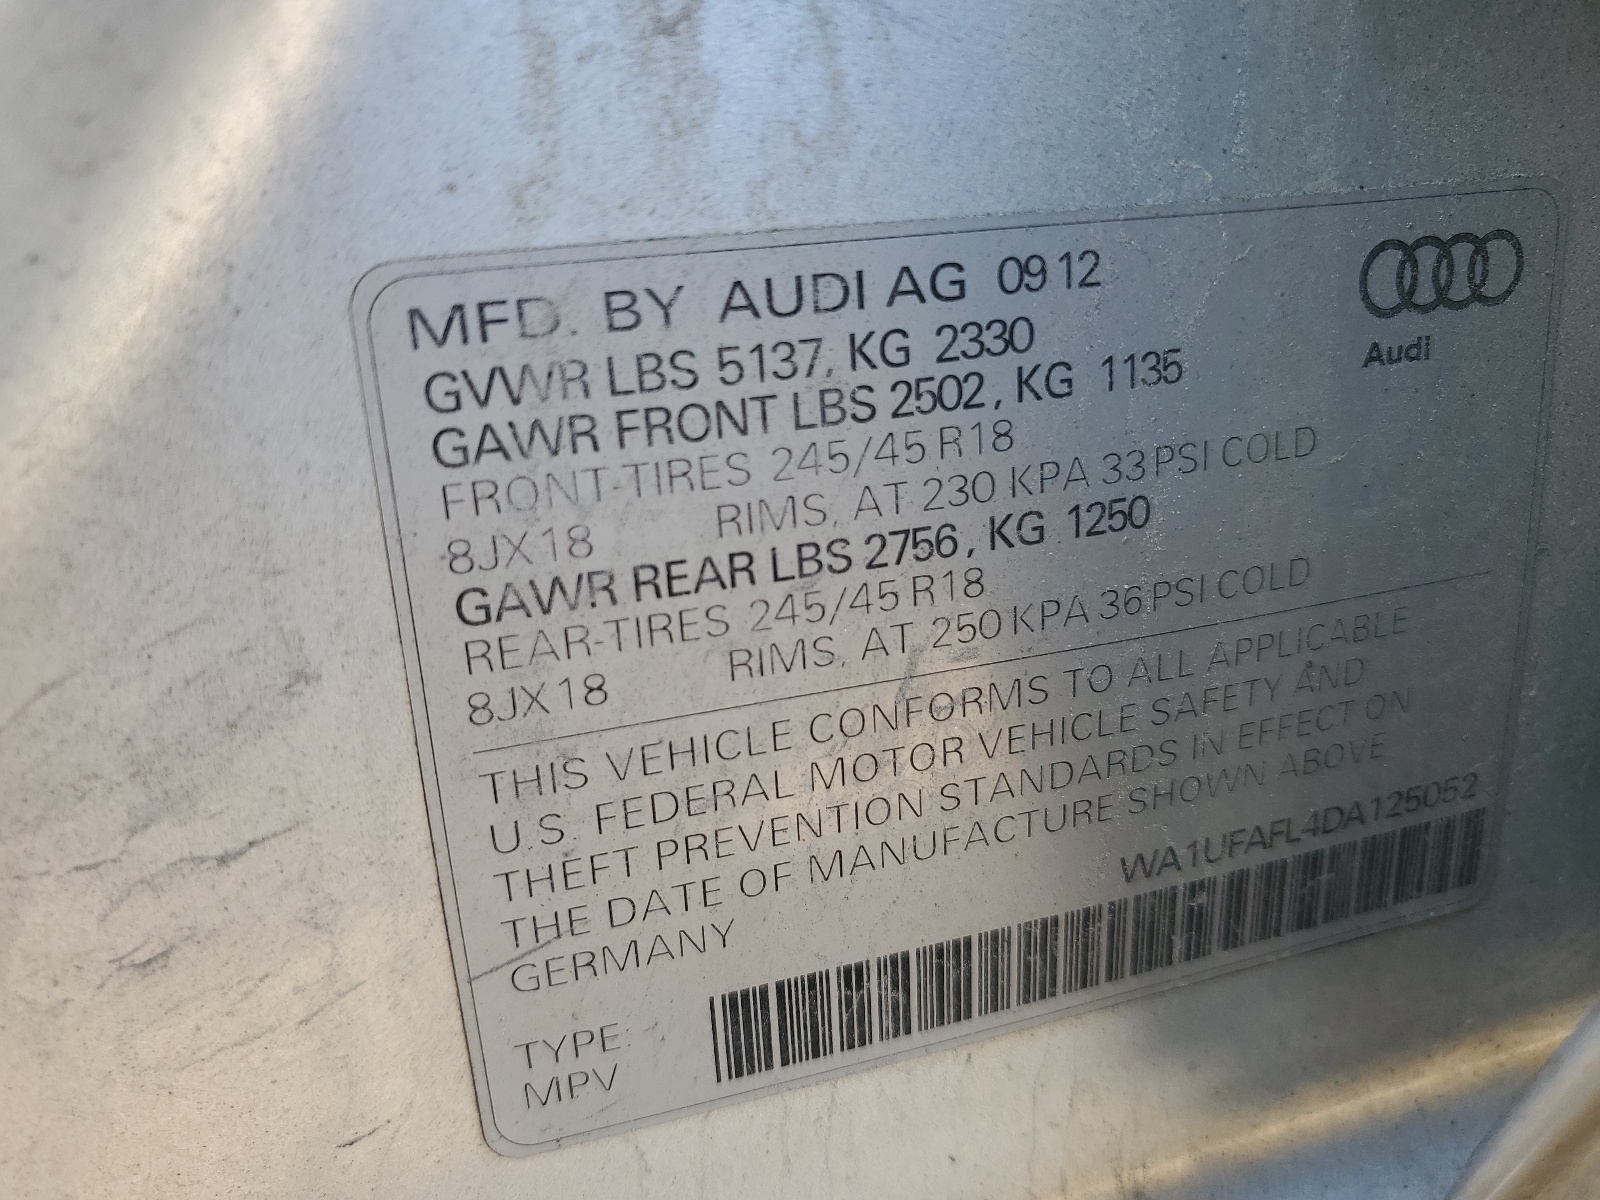 MFD. BY AUDI AG 09 12
Audi
GVWR LBS 5137, KG 2330
GAWR FRONT LBS 2502, KG 1135
FRONT-TIRES 245/45 R18
8JX18 RIMS, AT 230 KPA 33 PSI COLD
GAWR REAR LBS 2756, KG 1250
REAR-TIRES 245/45 R18
8JX18 RIMS, AT 250 KPA 36 PSI COLD
THIS VEHICLE CONFORMS TO ALL APPLICABLE
U.S. FEDERAL MOTOR VEHICLE SAFETY AND
THEFT PREVENTION STANDARDS IN EFFECT ON
THE DATE OF MANUFACTURE SHOWN ABOVE
GERMANY
WA1UFAFL4DA125052
TYPE:
MPV